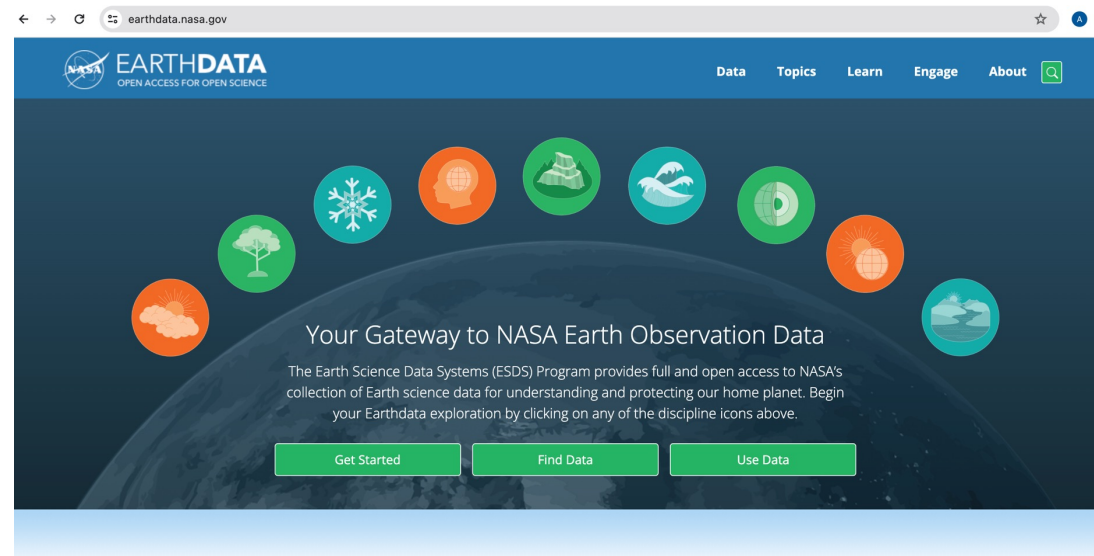 earthdata.nasa.gov
A
NASA
EARTHDATA
OPEN ACCESS FOR OPEN SCIENCE
Data Topics Learn Engage About
Your Gateway to NASA Earth Observation Data
The Earth Science Data Systems (ESDS) Program provides full and open access to NASA's
collection of Earth science data for understanding and protecting our home planet. Begin
your Earthdata exploration by clicking on any of the discipline icons above.
Get Started Find Data Use Data